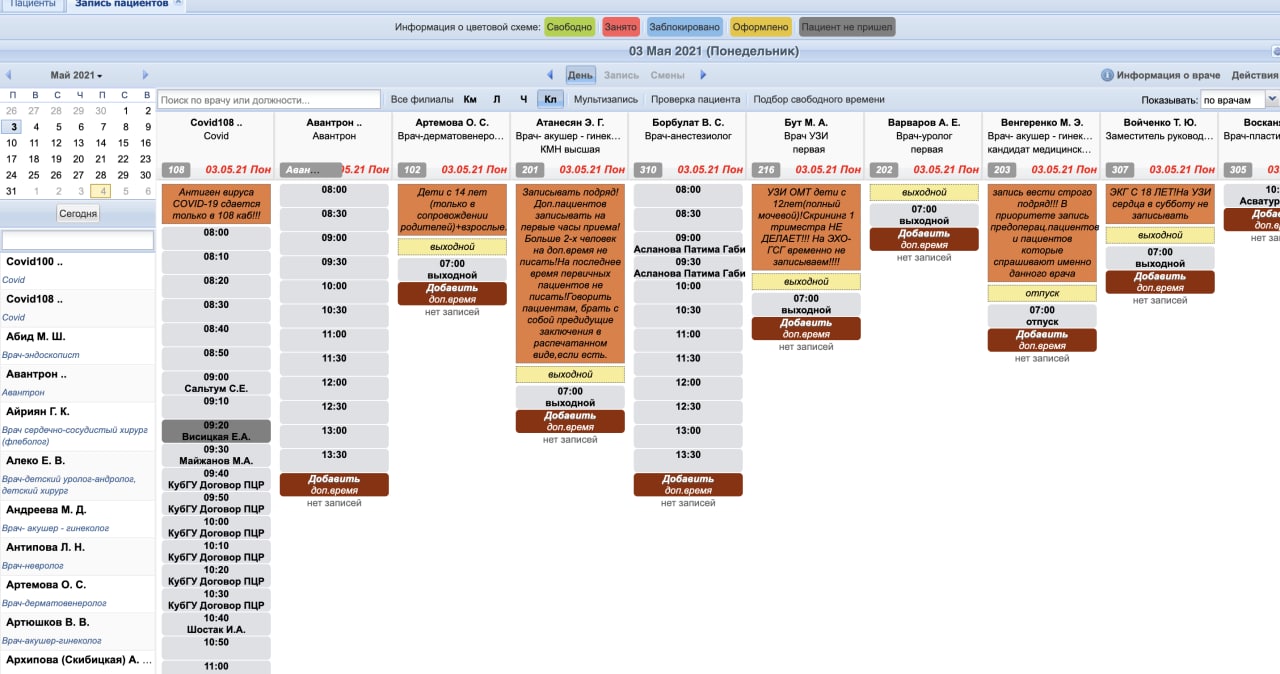 Пациенты
Запись пациентов
Информация о цветовой схеме: Свободно Занято Заблокировано Оформлено Пациент не пришел
03 Мая 2021 (Понедельник)
Май 2021
День Запись Смены
Информация о враче Действия
П В С Ч П С В
26 27 28 29 30 1 2
3 4 5 6 7 8 9
10 11 12 13 14 15 16
17 18 19 20 21 22 23
24 25 26 27 28 29 30
31 1 2 3 4 5 6
Сегодня
Поиск по врачу или должности...
Все филиалы Км Л Ч Кл Мультизапись Проверка пациента Подбор свободного времени
Показывать: по врачам
Covid100 ..
Covid
Covid108 ..
Covid
Абид М. Ш.
Врач-эндоскопист
Авантрон ..
Авантрон
Айриян Г. К.
Врач сердечно-сосудистый хирург
(флеболог)
Алеко Е. В.
Врач-детский уролог-андролог,
детский хирург
Андреева М. Д.
Врач- акушер - гинеколог
Антипова Л. Н.
Врач-невролог
Артемова О. С.
Врач-дерматовенеролог
Артюшков В. В.
Врач-акушер-гинеколог
Архипова (Скибицкая) А. ...
Covid108 ..
Covid
108 03.05.21 Пон
Антиген вируса
COVID-19 сдается
только в 108 каб!!!
08:00
08:10
08:20
08:30
08:40
08:50
09:00
Сальтум С.Е.
09:10
09:20
Висицкая Е.А.
09:30
Майжанов М.А.
09:40
КубГУ Договор ПЦР
09:50
КубГУ Договор ПЦР
10:00
КубГУ Договор ПЦР
10:10
КубГУ Договор ПЦР
10:20
КубГУ Договор ПЦР
10:30
КубГУ Договор ПЦР
10:40
Шостак И.А.
10:50
11:00
Авантрон ..
Авантрон
Аван... 05.21 Пон
08:00
08:30
09:00
09:30
10:00
10:30
11:00
11:30
12:00
12:30
13:00
13:30
Добавить
доп.время
нет записей
Артемова О. С.
Врач-дерматовенеро...
102 03.05.21 Пон
Дети с 14 лет
(только в
сопровождении
родителей)+взрослые.
выходной
07:00
выходной
Добавить
доп.время
нет записей
Атанесян Э. Г.
Врач- акушер - гинек...
КМН высшая
201 03.05.21 Пон
Записывать подряд!
Доп.пациентов
записывать на
первые часы приема!
Больше 2-х человек
на доп.время не
писать!На последнее
время первичных
пациентов не
писать!Говорить
пациентам, брать с
собой предидущие
заключения в
распечатанном
виде,если есть.
выходной
07:00
выходной
Добавить
доп.время
нет записей
Борбулат В. С.
Врач-анестезиолог
310 03.05.21 Пон
08:00
08:30
09:00
Асланова Патима Габи
09:30
Асланова Патима Габи
10:00
10:30
11:00
11:30
12:00
12:30
13:00
13:30
Добавить
доп.время
нет записей
Бут М. А.
Врач УЗИ
первая
216 03.05.21 Пон
УЗИ ОМТ дети с
12лет(полный
мочевой)!Скрининг 1
триместра НЕ
ДЕЛАЕТ!!! На ЭХО-
ГСГ временно не
записываем!!!!
выходной
07:00
выходной
Добавить
доп.время
нет записей
Варваров А. Е.
Врач-уролог
первая
202 03.05.21 Пон
выходной
07:00
выходной
Добавить
доп.время
нет записей
Венгеренко М. Э.
Врач- акушер - гинек...
кандидат медицинск...
203 03.05.21 Пон
запись вести строго
подряд!!! В
приоритете запись
предоперац.пациентов
и пациентов
которые
спрашивают именно
данного врача
отпуск
07:00
отпуск
Добавить
доп.время
нет записей
Войченко Т. Ю.
Заместитель руковод...
307 03.05.21 Пон
ЭКГ С 18 ЛЕТ!На УЗИ
сердца в субботу не
записывать
выходной
07:00
выходной
Добавить
доп.время
нет записей
Воскан
Врач-пласти
305 03.
10:
Асватур
Доба
доп.
нет за